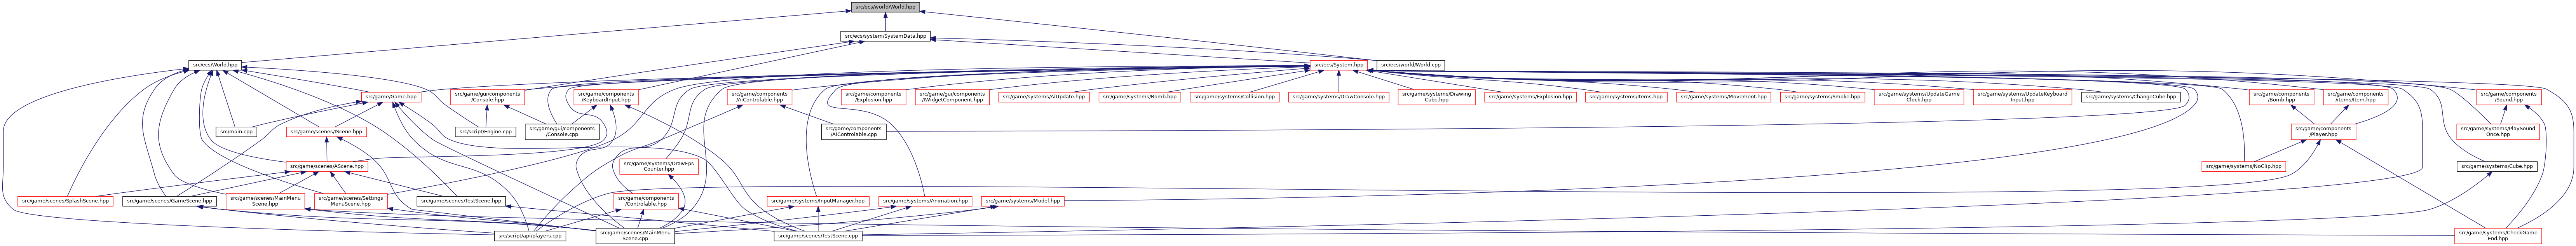 src/ecs/world/World.hpp
src/ecs/system/SystemData.hpp
src/ecs/World.hpp
src/ecs/System.hpp
src/ecs/world/World.cpp
src/game/Game.hpp
src/game/gui/components
/Console.hpp
src/game/components
/KeyboardInput.hpp
src/game/components
/AiControlable.hpp
src/game/components
/Explosion.hpp
src/game/gui/components
/WidgetComponent.hpp
src/game/systems/AiUpdate.hpp
src/game/systems/Bomb.hpp
src/game/systems/Collision.hpp
src/game/systems/DrawConsole.hpp
src/game/systems/Drawing
Cube.hpp
src/game/systems/Explosion.hpp
src/game/systems/Items.hpp
src/game/systems/Movement.hpp
src/game/systems/Smoke.hpp
src/game/systems/UpdateGame
Clock.hpp
src/game/systems/UpdateKeyboard
Input.hpp
src/game/systems/ChangeCube.hpp
src/game/components
/Bomb.hpp
src/game/components
/items/Item.hpp
src/game/components
/Sound.hpp
src/main.cpp
src/game/scenes/IScene.hpp
src/script/Engine.cpp
src/game/gui/components
/Console.cpp
src/game/components
/AiControlable.cpp
src/game/components
/Player.hpp
src/game/systems/PlaySound
Once.hpp
src/game/scenes/AScene.hpp
src/game/systems/DrawFps
Counter.hpp
src/game/systems/NoClip.hpp
src/game/systems/Cube.hpp
src/game/scenes/SplashScene.hpp
src/game/scenes/GameScene.hpp
src/game/scenes/MainMenu
Scene.hpp
src/game/scenes/Settings
MenuScene.hpp
src/game/scenes/TestScene.hpp
src/game/components
/Controlable.hpp
src/game/systems/InputManager.hpp
src/game/systems/Animation.hpp
src/game/systems/Model.hpp
src/script/api/players.cpp
src/game/scenes/MainMenu
Scene.cpp
src/game/scenes/TestScene.cpp
src/game/systems/CheckGame
End.hpp